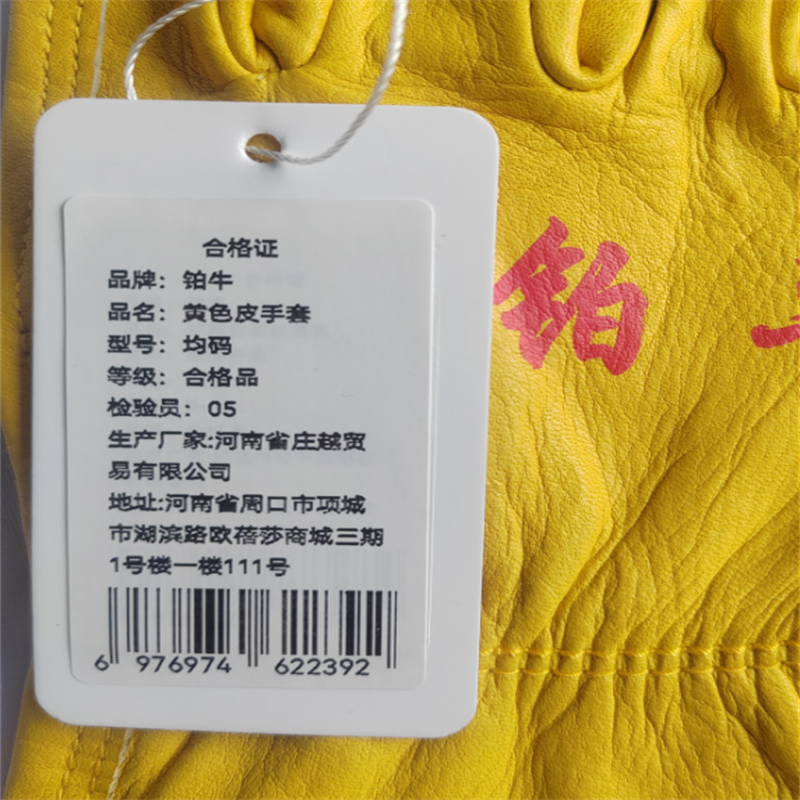 合格证
品牌：铂牛
品名：黄色皮手套
型号：均码
等级：合格品
检验员：05
生产厂家:河南省庄越贸
易有限公司
地址:河南省周口市项城
市湖滨路欧蓓莎商城三期
1号楼一楼111号
6 976974 622392
铂